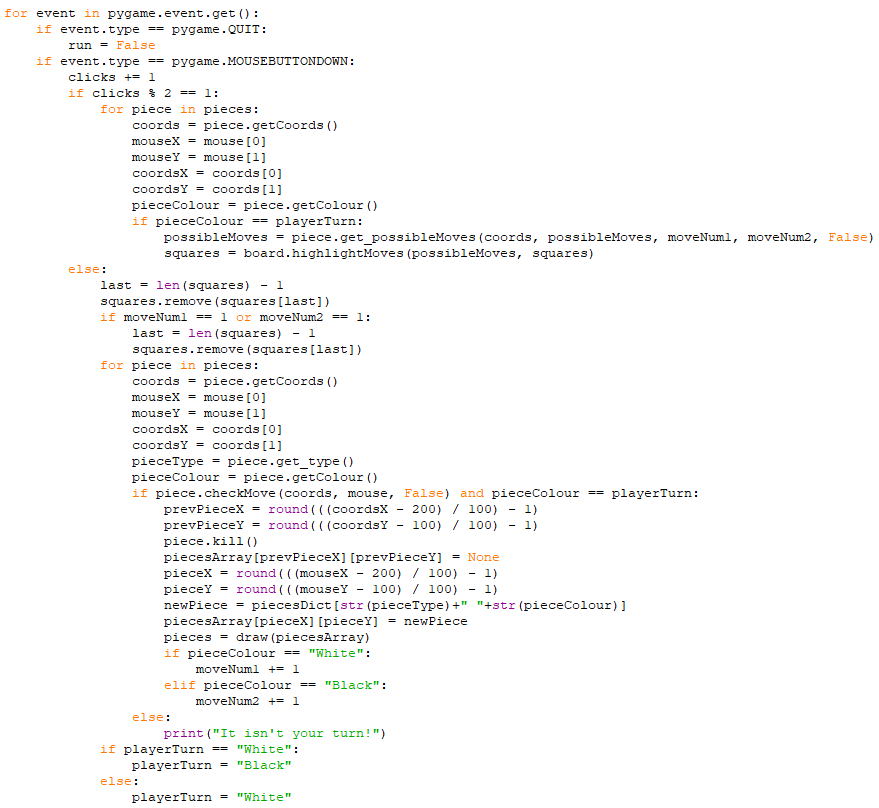 for event in pygame.event.get():
    if event.type == pygame.QUIT:
        run = False
    if event.type == pygame.MOUSEBUTTONDOWN:
        clicks += 1
        if clicks % 2 == 1:
            for piece in pieces:
                coords = piece.getCoords()
                mouseX = mouse[0]
                mouseY = mouse[1]
                coordsX = coords[0]
                coordsY = coords[1]
                pieceColour = piece.getColour()
                if pieceColour == playerTurn:
                    possibleMoves = piece.get_possibleMoves(coords, possibleMoves, moveNum1, moveNum2, False)
                    squares = board.highlightMoves(possibleMoves, squares)
        else:
            last = len(squares) - 1
            squares.remove(squares[last])
            if moveNum1 == 1 or moveNum2 == 1:
                last = len(squares) - 1
                squares.remove(squares[last])
            for piece in pieces:
                coords = piece.getCoords()
                mouseX = mouse[0]
                mouseY = mouse[1]
                coordsX = coords[0]
                coordsY = coords[1]
                pieceType = piece.get_type()
                pieceColour = piece.getColour()
                if piece.checkMove(coords, mouse, False) and pieceColour == playerTurn:
                    prevPieceX = round(((coordsX - 200) / 100) - 1)
                    prevPieceY = round(((coordsY - 100) / 100) - 1)
                    piece.kill()
                    piecesArray[prevPieceX][prevPieceY] = None
                    pieceX = round(((mouseX - 200) / 100) - 1)
                    pieceY = round(((mouseY - 100) / 100) - 1)
                    newPiece = piecesDict[str(pieceType)+" "+str(pieceColour)]
                    piecesArray[pieceX][pieceY] = newPiece
                    pieces = draw(piecesArray)
                    if pieceColour == "White":
                        moveNum1 += 1
                    elif pieceColour == "Black":
                        moveNum2 += 1
                else:
                    print("It isn't your turn!")
            if playerTurn == "White":
                playerTurn = "Black"
            else:
                playerTurn = "White"